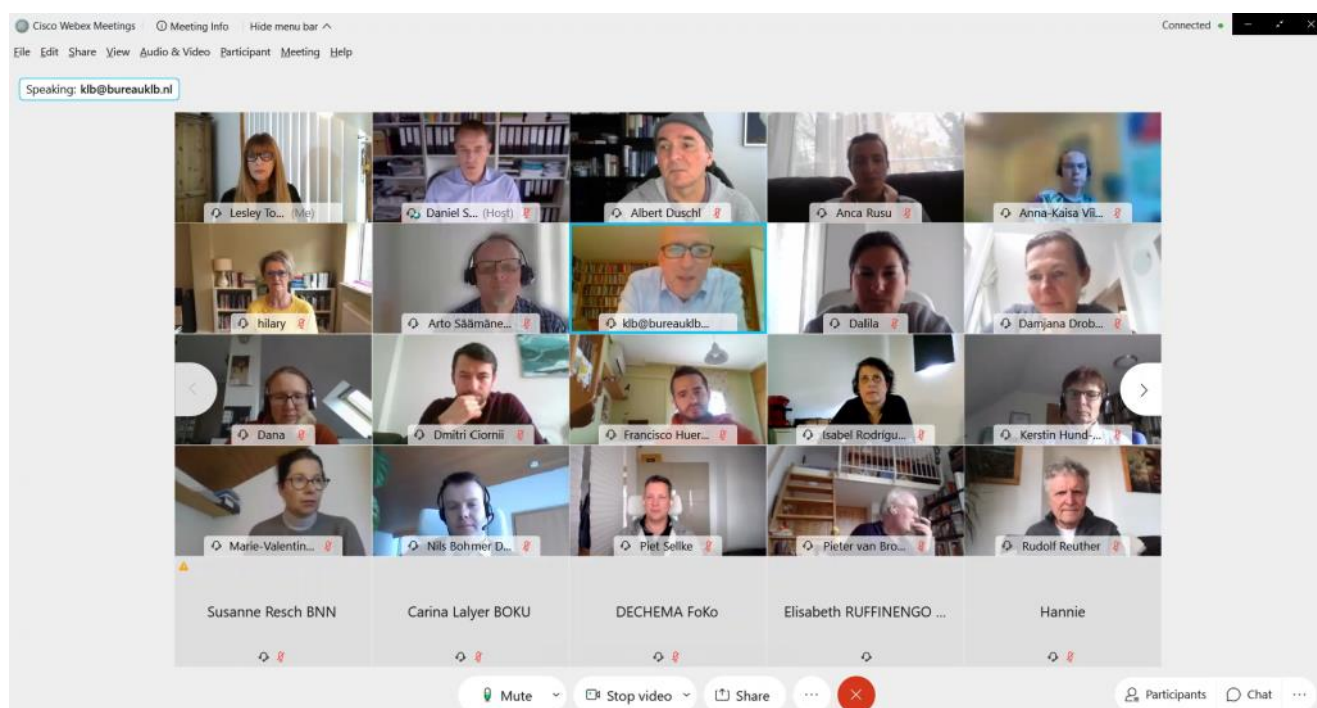 Cisco Webex Meetings Meeting Info Hide menu bar Connected
File Edit Share View Audio & Video Participant Meeting Help
Speaking: klb@bureauklb.nl
Lesley To... (Me) Daniel S... (Host) Albert Duschl Anca Rusu Anna-Kaisa Vii...
hilary Arto Säämäne... klb@bureauklb... Dalila Damjana Drob...
Dana Dmitri Ciornii Francisco Huer... Isabel Rodrígu... Kerstin Hund-...
Marie-Valentin... Nils Bohmer D... Piet Sellke Pieter van Bro... Rudolf Reuther
Susanne Resch BNN Carina Lalyer BOKU DECHEMA FoKo Elisabeth RUFFINENGO ... Hannie
Mute Stop video Share ... Participants Chat ...